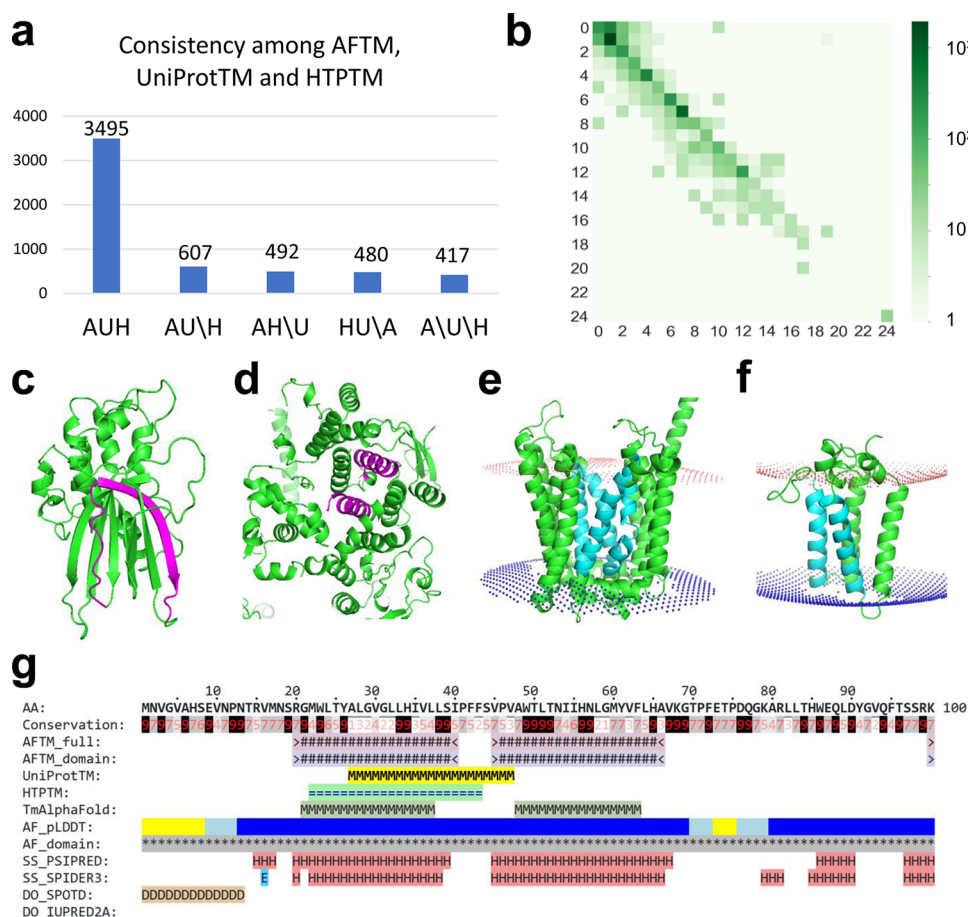 a
Consistency among AFTM,
UniProtTM and HTPTM
4000
3000
2000
1000
0
3495
607
492
480
417
AUH
AU\H
AH\U
HU\A
A\U\H
b
0
2
4
6
8
10
12
14
16
18
20
22
24
0 2 4 6 8 10 12 14 16 18 20 22 24
10
1
c
d
e
f
g
10 20 30 40 50 60 70 80 90
AA: MNVGVAHSEVNPNTRVMNSRGMWLTYALGVGLLHIVLLSIPFFSVPVAWTLTNIIHNLGMYVFLHAVKGTPFETPDQGKARLLTHWEQLDYGVQFTSSRK 100
Conservation:
AFTM_full: >###################< >####################< >
AFTM_domain: >###################< >####################< >
UniProtTM: MMMMMMMMMMMMMMMMMMMMM
HTPTM: ======================
TmAlphaFold: MMMMMMMMMMMMMMMMM MMMMMMMMMMMMMMMM
AF_pLDDT:
AF_domain: ****************************************************************************************************
SS_PSIPRED: HHH HHHHHHHHHHHHHHHHHHHH HHHHHHHHHHHHHHHHHHHHHHH HHHHH HHHH
SS_SPIDER3: E H HHHHHHHHHHHHHHHHH HHHHHHHHHHHHHHHHHHHHHH HHH HHHHHH HHHH
DO_SPOTD: DDDDDDDDDDDDD
DO_IUPRED2A: